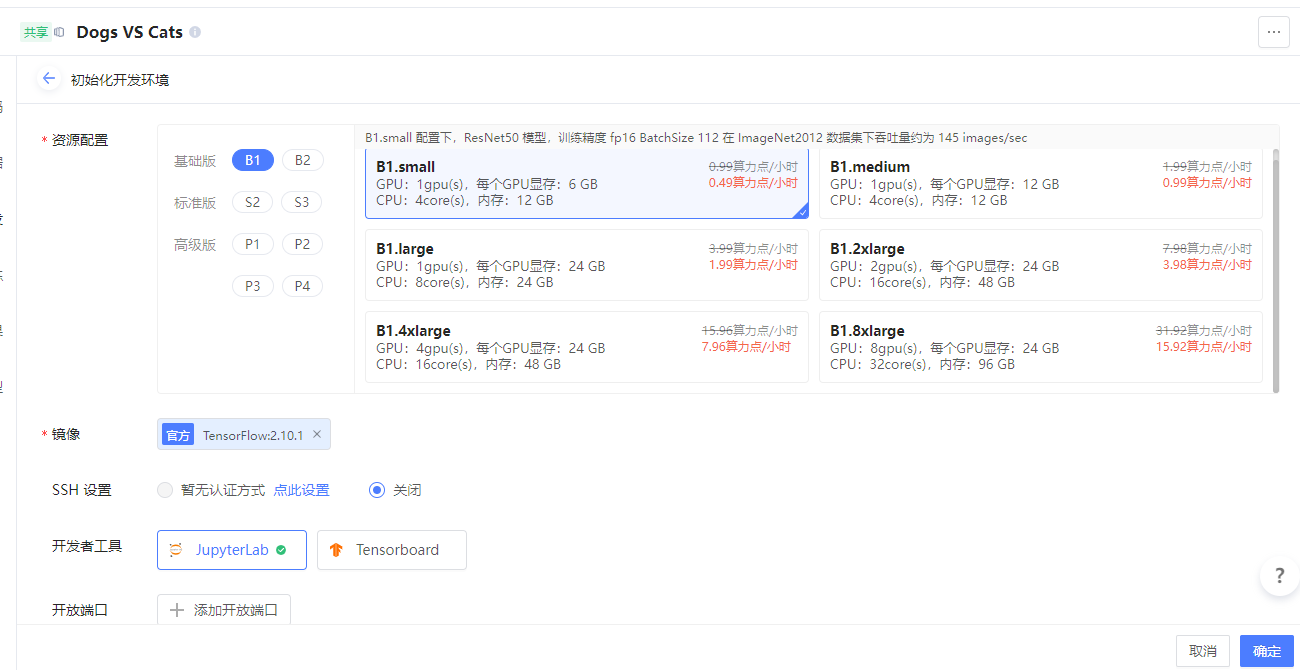 共享 Dogs VS Cats
初始化开发环境
* 资源配置
基础版 B1 B2
标准版 S2 S3
高级版 P1 P2
P3 P4
B1.small 配置下，ResNet50 模型，训练精度 fp16 BatchSize 112 在 ImageNet2012 数据集下吞吐量约为 145 images/sec
B1.small 0.99算力点/小时
GPU：1gpu(s)，每个GPU显存：6 GB 0.49算力点/小时
CPU：4core(s)，内存：12 GB
B1.medium 1.99算力点/小时
GPU：1gpu(s)，每个GPU显存：12 GB 0.99算力点/小时
CPU：4core(s)，内存：12 GB
B1.large 3.99算力点/小时
GPU：1gpu(s)，每个GPU显存：24 GB 1.99算力点/小时
CPU：8core(s)，内存：24 GB
B1.2xlarge 7.98算力点/小时
GPU：2gpu(s)，每个GPU显存：24 GB 3.98算力点/小时
CPU：16core(s)，内存：48 GB
B1.4xlarge 15.96算力点/小时
GPU：4gpu(s)，每个GPU显存：24 GB 7.96算力点/小时
CPU：16core(s)，内存：48 GB
B1.8xlarge 31.92算力点/小时
GPU：8gpu(s)，每个GPU显存：24 GB 15.92算力点/小时
CPU：32core(s)，内存：96 GB
* 镜像 官方 TensorFlow:2.10.1 ×
SSH 设置 暂无认证方式 点此设置 关闭
开发者工具 JupyterLab Tensorboard
开放端口 + 添加开放端口
?
取消 确定